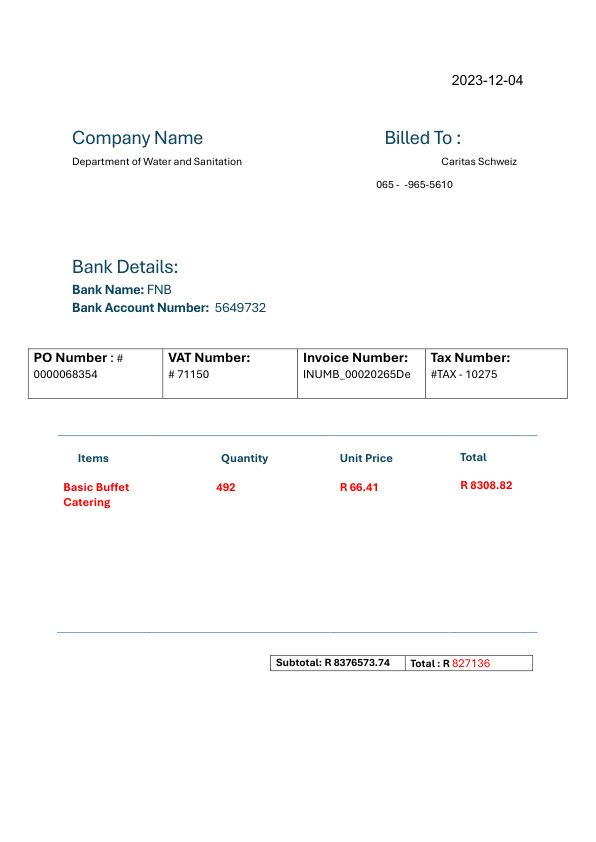 2023-12-04
Company Name
Billed To :
Department of Water and Sanitation
Caritas Schweiz
065 -  -965-5610
Bank Details:
Bank Name: FNB
Bank Account Number: 5649732
PO Number : #
0000068354
VAT Number:
# 71150
Invoice Number:
INUMB_00020265De
Tax Number:
#TAX - 10275
Items
Quantity
Unit Price
Total
Basic Buffet
Catering
492
R 66.41
R 8308.82
Subtotal: R 8376573.74
Total : R 827136